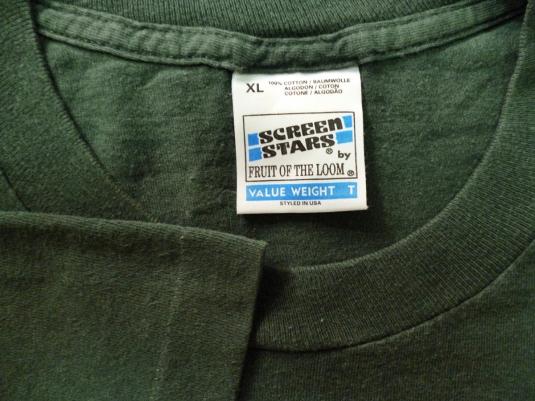 XL 100% COTTON / BAUMWOLLE
ALGODON / COTON
COTONE / ALGODÃO
SCREEN
STARS ®
by
FRUIT OF THE LOOM ®
VALUE WEIGHT T
STYLED IN USA